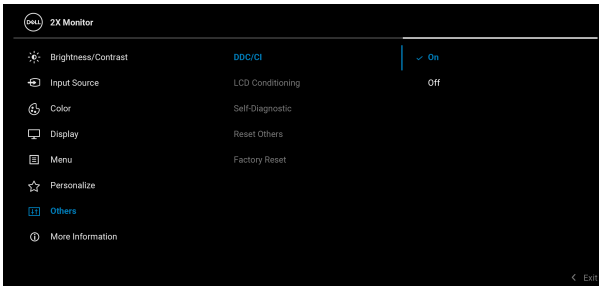 DELL 2X Monitor
Brightness/Contrast DDC/CI On
Input Source LCD Conditioning Off
Color Self-Diagnostic
Display Reset Others
Menu Factory Reset
Personalize
Others
More Information
Exit